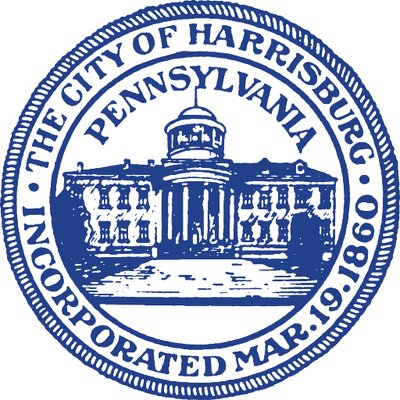 · THE CITY OF HARRISBURG ·
PENNSYLVANIA
INCORPORATED MAR.19.1860